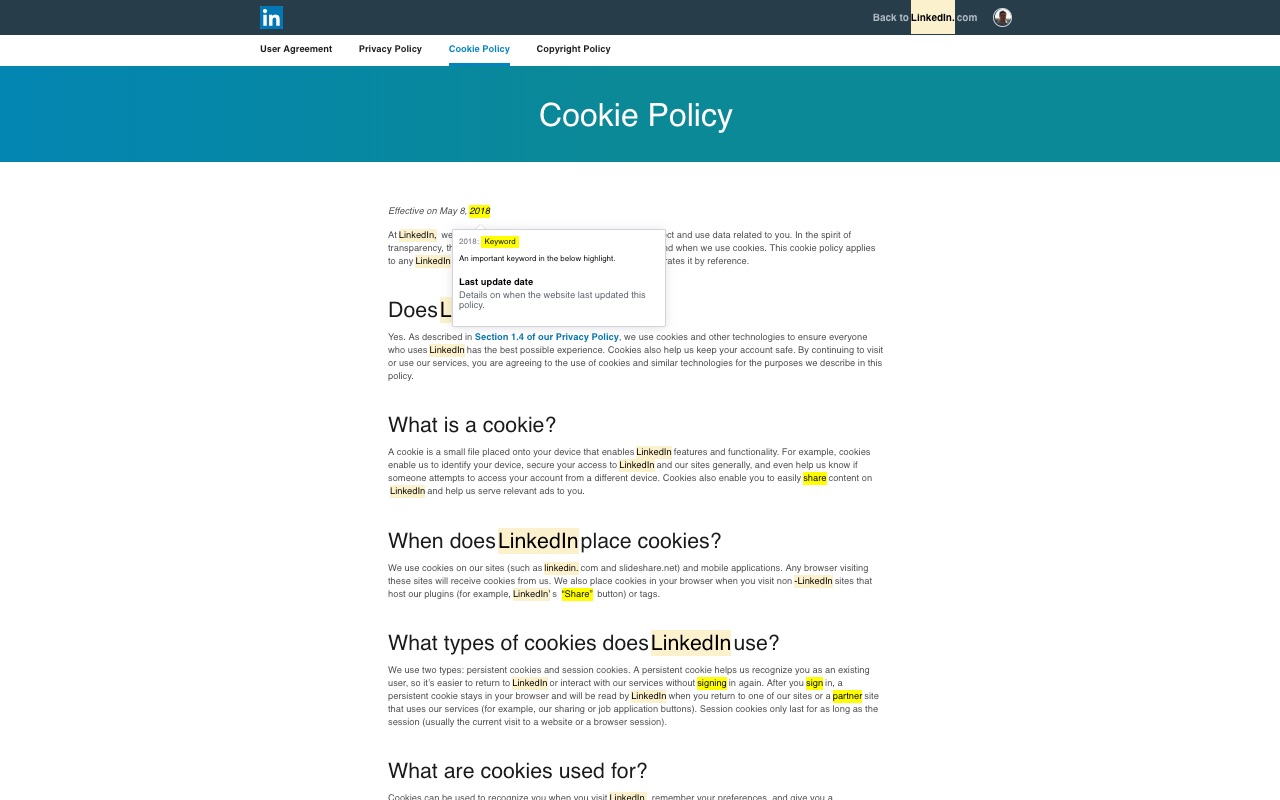 in
Back to LinkedIn. com
User Agreement Privacy Policy Cookie Policy Copyright Policy
Cookie Policy
Effective on May 8, 2018
At LinkedIn, we
ct and use data related to you. In the spirit of
transparency, th
nd when we use cookies. This cookie policy applies
to any LinkedIn
rates it by reference.
2018: Keyword
An important keyword in the below highlight.
Last update date
Details on when the website last updated this
policy.
Does L
Yes. As described in Section 1.4 of our Privacy Policy, we use cookies and other technologies to ensure everyone
who uses LinkedIn has the best possible experience. Cookies also help us keep your account safe. By continuing to visit
or use our services, you are agreeing to the use of cookies and similar technologies for the purposes we describe in this
policy.
What is a cookie?
A cookie is a small file placed onto your device that enables LinkedIn features and functionality. For example, cookies
enable us to identify your device, secure your access to LinkedIn and our sites generally, and even help us know if
someone attempts to access your account from a different device. Cookies also enable you to easily share content on
LinkedIn and help us serve relevant ads to you.
When does LinkedIn place cookies?
We use cookies on our sites (such as linkedin. com and slideshare.net) and mobile applications. Any browser visiting
these sites will receive cookies from us. We also place cookies in your browser when you visit non -LinkedIn sites that
host our plugins (for example, LinkedIn' s “Share” button) or tags.
What types of cookies does LinkedIn use?
We use two types: persistent cookies and session cookies. A persistent cookie helps us recognize you as an existing
user, so it’s easier to return to LinkedIn or interact with our services without signing in again. After you sign in, a
persistent cookie stays in your browser and will be read by LinkedIn when you return to one of our sites or a partner site
that uses our services (for example, our sharing or job application buttons). Session cookies only last for as long as the
session (usually the current visit to a website or a browser session).
What are cookies used for?
Cookies can be used to recognize you when you visit LinkedIn, remember your preferences, and give you a